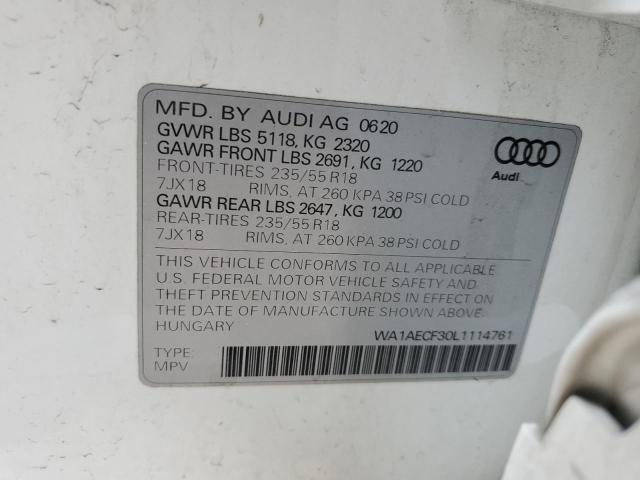 MFD. BY AUDI AG 0620
GVWR LBS 5118, KG 2320
GAWR FRONT LBS 2691, KG 1220
FRONT-TIRES 235/55 R18
7JX18 RIMS, AT 260 KPA 38 PSI COLD
GAWR REAR LBS 2647, KG 1200
REAR-TIRES 235/55 R18
7JX18 RIMS, AT 260 KPA 38 PSI COLD
Audi
THIS VEHICLE CONFORMS TO ALL APPLICABLE
U.S. FEDERAL MOTOR VEHICLE SAFETY AND
THEFT PREVENTION STANDARDS IN EFFECT ON
THE DATE OF MANUFACTURE SHOWN ABOVE.
HUNGARY
WA1AECF30L1114761
TYPE:
MPV